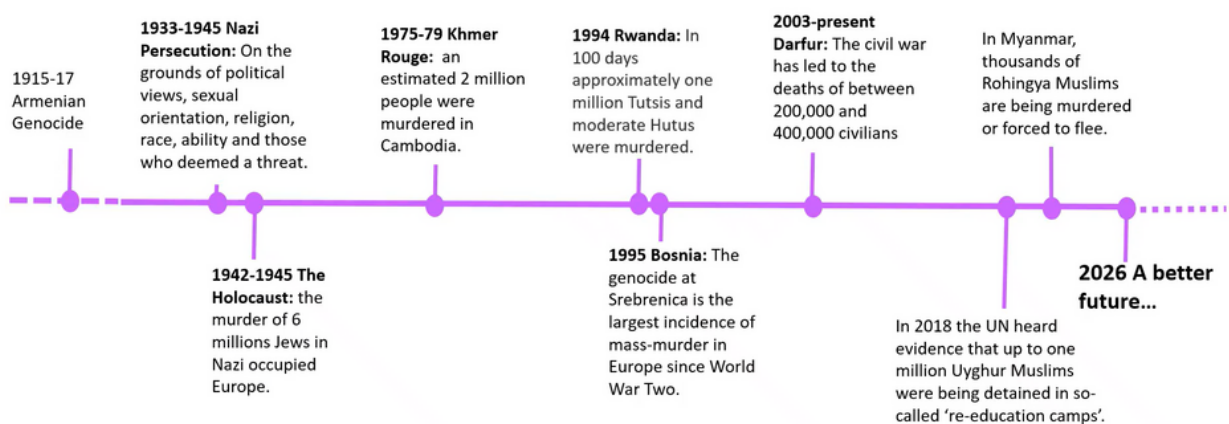 1915-17
Armenian
Genocide
1933-1945 Nazi
Persecution: On the
grounds of political
views, sexual
orientation, religion,
race, ability and those
who deemed a threat.
1942-1945 The
Holocaust: the
murder of 6
millions Jews in
Nazi occupied
Europe.
1975-79 Khmer
Rouge:  an
estimated 2 million
people were
murdered in
Cambodia.
1994 Rwanda: In
100 days
approximately one
million Tutsis and
moderate Hutus
were murdered.
1995 Bosnia: The
genocide at
Srebrenica is the
largest incidence of
mass-murder in
Europe since World
War Two.
2003-present
Darfur: The civil war
has led to the
deaths of between
200,000 and
400,000 civilians
In 2018 the UN heard
evidence that up to one
million Uyghur Muslims
were being detained in so-
called ‘re-education camps’.
In Myanmar,
thousands of
Rohingya Muslims
are being murdered
or forced to flee.
2026 A better
future...